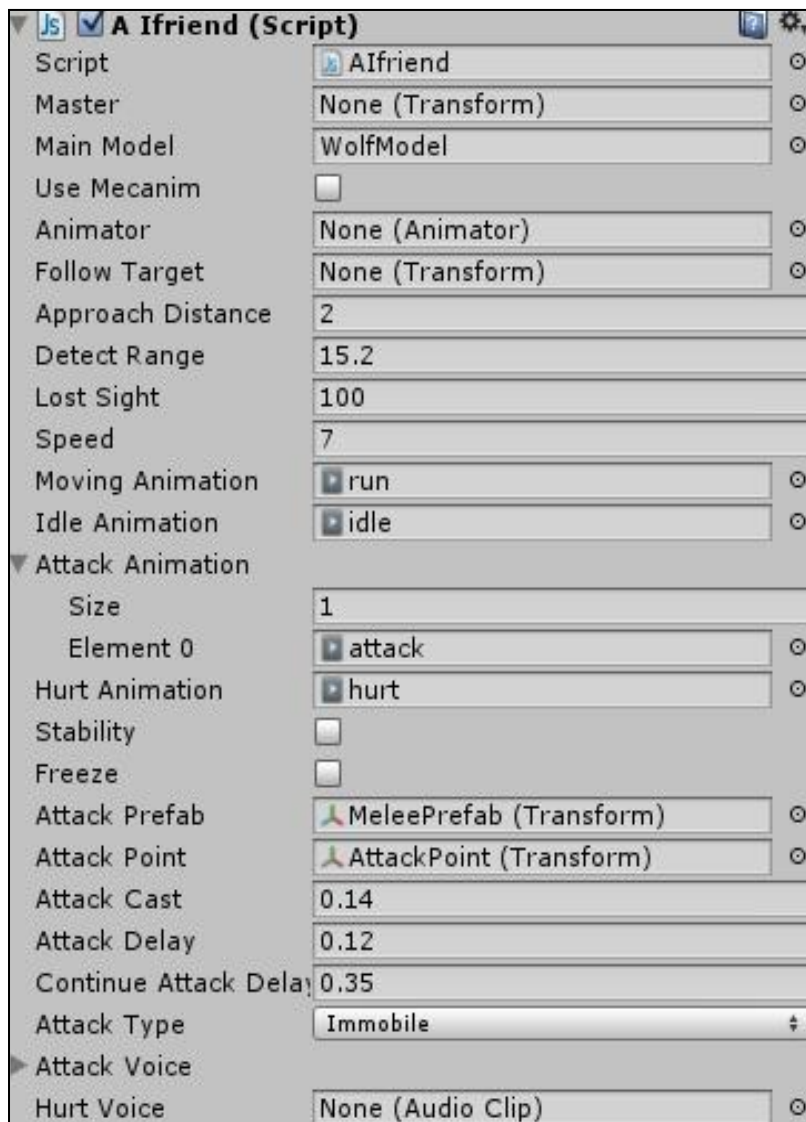 Js A Ifriend (Script)
Script AIfriend
Master None (Transform)
Main Model WolfModel
Use Mecanim
Animator None (Animator)
Follow Target None (Transform)
Approach Distance 2
Detect Range 15.2
Lost Sight 100
Speed 7
Moving Animation run
Idle Animation idle
Attack Animation
Size 1
Element 0 attack
Hurt Animation hurt
Stability
Freeze
Attack Prefab MeleePrefab (Transform)
Attack Point AttackPoint (Transform)
Attack Cast 0.14
Attack Delay 0.12
Continue Attack Delay 0.35
Attack Type Immobile
Attack Voice
Hurt Voice None (Audio Clip)